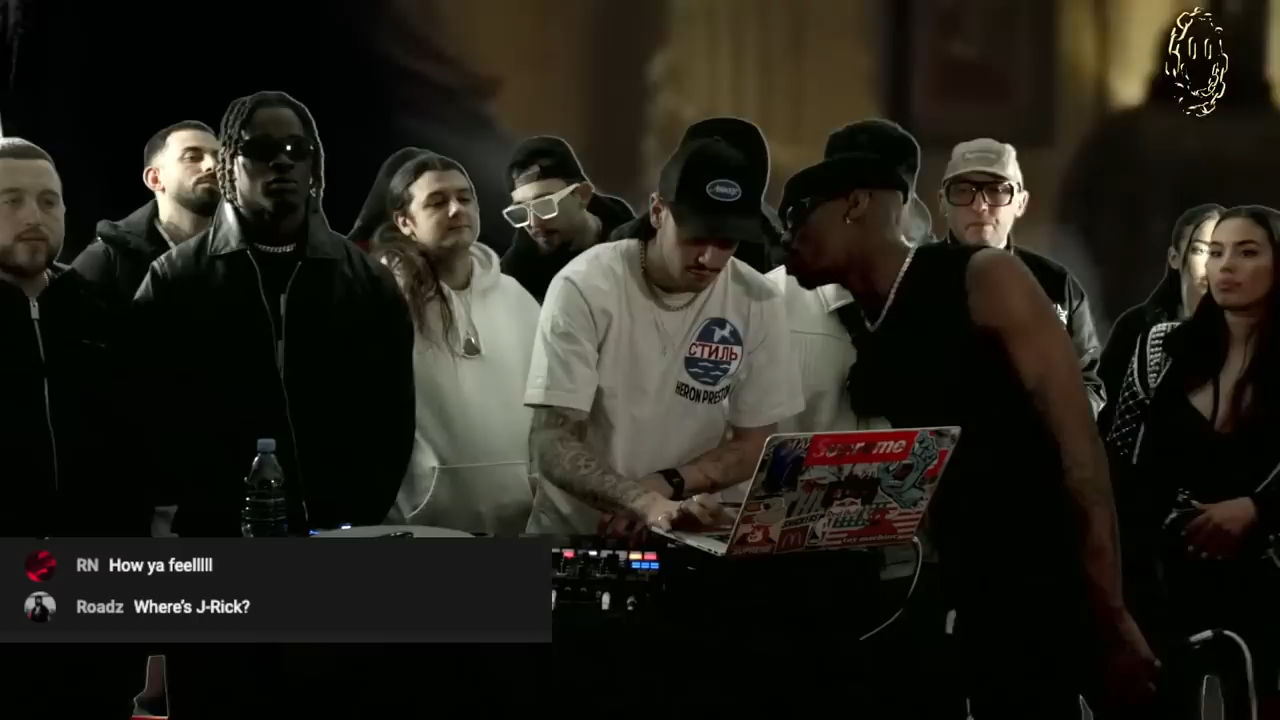 СТИЛЬ
HERON PRESTON
Supreme
RN How ya feelllll
Roadz Where's J-Rick?